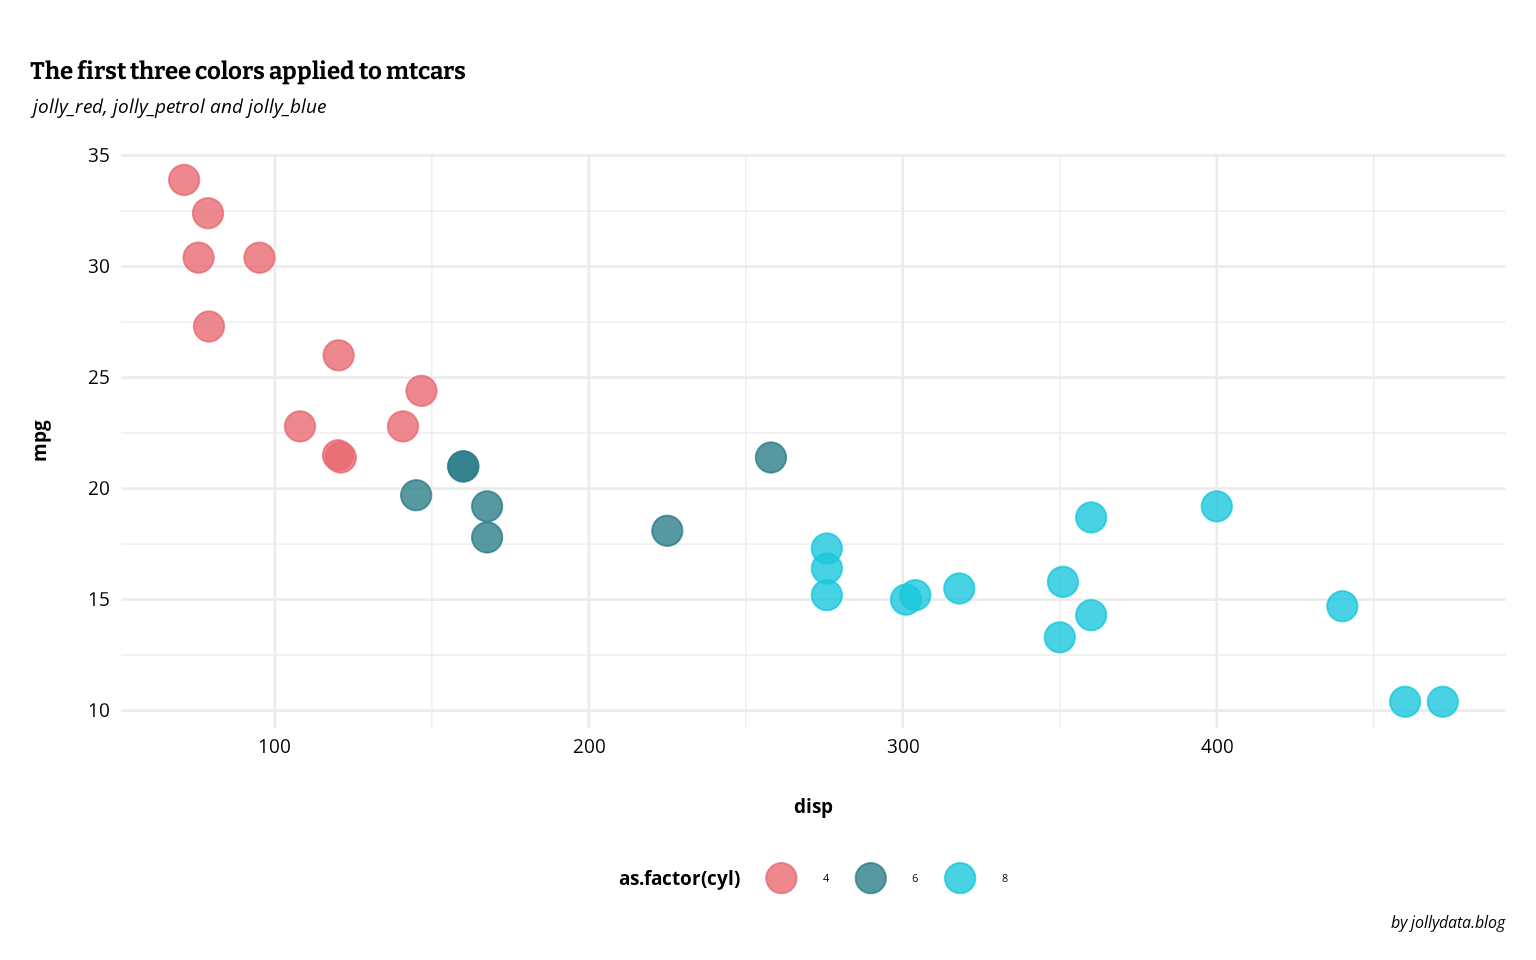 The first three colors applied to mtcars
jolly_red, jolly_petrol and jolly_blue
35
30
25
20
15
10
mpg
100 200 300 400
disp
as.factor(cyl) 4 6 8
by jollydata.blog